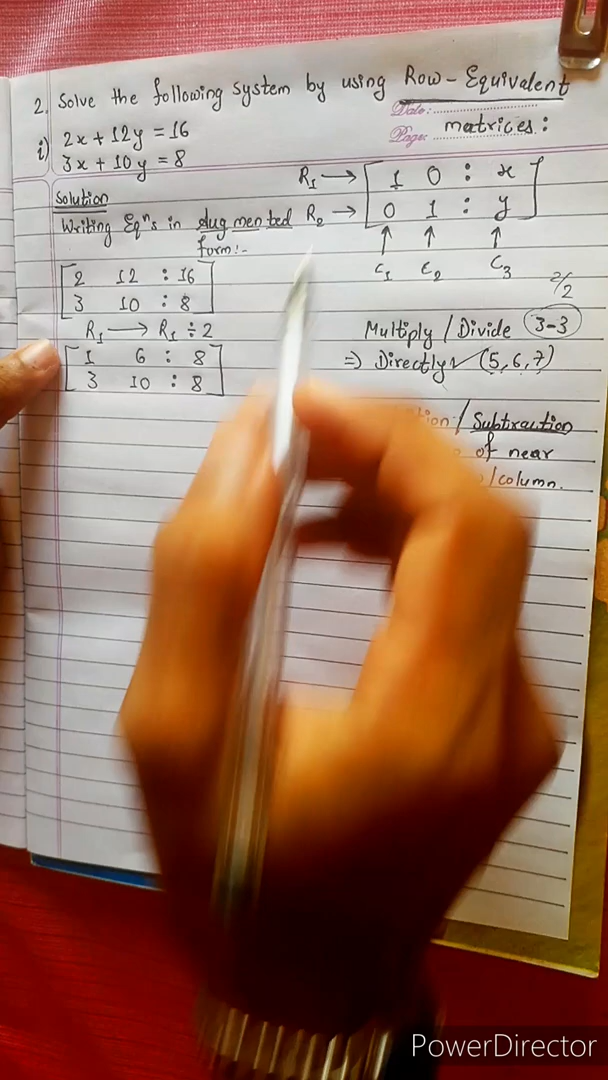 2. Solve the following system by using Row-Equivalent
Date:
Page: matrices:
i) 2x + 12y = 16
3x + 10y = 8
Solution
Writing Eqⁿs in Augmented
form:-
R₁ → [ 1 0 : x ]
R₂ → [ 0 1 : y ]
↑ ↑ ↑
C₁ C₂ C₃
[ 2 12 : 16 ]
[ 3 10 : 8 ]
R₁ → R₁ ÷ 2
[ 1 6 : 8 ]
[ 3 10 : 8 ]
2/2
Multiply / Divide 3-3
⇒ Directly ✓ (5, 6, 7)
/ Subtraction
of near
/column.
PowerDirector